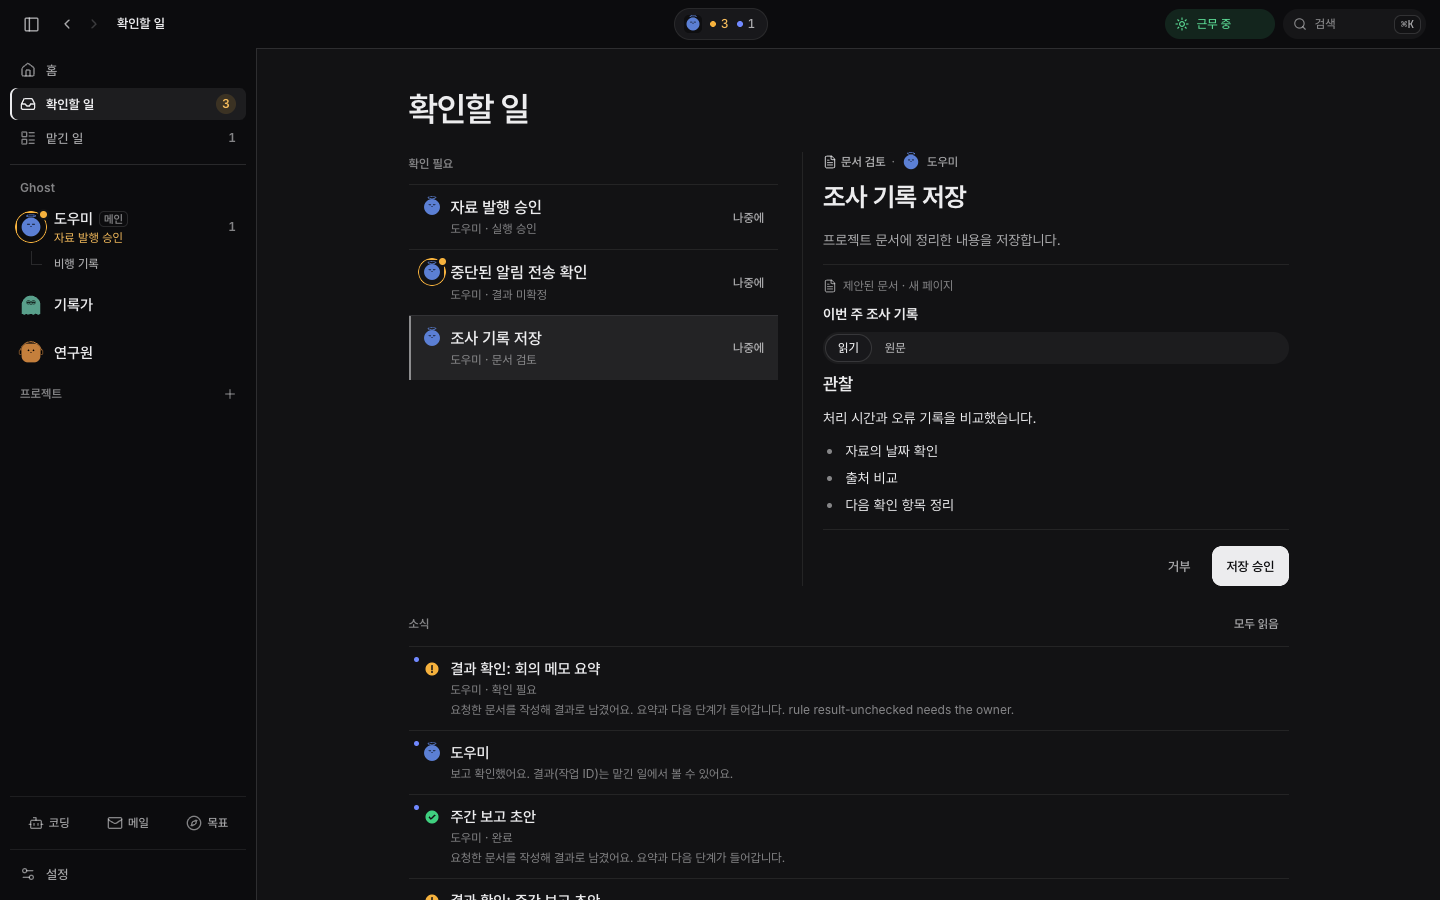 확인할 일
3
1
근무 중
검색
⌘K
홈
확인할 일
3
맡긴 일
1
Ghost
도우미
메인
자료 발행 승인
1
비행 기록
기록가
연구원
프로젝트
코딩
메일
목표
설정
확인할 일
확인 필요
자료 발행 승인
도우미 · 실행 승인
나중에
중단된 알림 전송 확인
도우미 · 결과 미확정
나중에
조사 기록 저장
도우미 · 문서 검토
나중에
문서 검토 · 도우미
조사 기록 저장
프로젝트 문서에 정리한 내용을 저장합니다.
제안된 문서 · 새 페이지
이번 주 조사 기록
읽기
원문
관찰
처리 시간과 오류 기록을 비교했습니다.
자료의 날짜 확인
출처 비교
다음 확인 항목 정리
거부
저장 승인
소식
모두 읽음
결과 확인: 회의 메모 요약
도우미 · 확인 필요
요청한 문서를 작성해 결과로 남겼어요. 요약과 다음 단계가 들어갑니다. rule result-unchecked needs the owner.
도우미
보고 확인했어요. 결과(작업 ID)는 맡긴 일에서 볼 수 있어요.
주간 보고 초안
도우미 · 완료
요청한 문서를 작성해 결과로 남겼어요. 요약과 다음 단계가 들어갑니다.
결과 확인: 주간 보고 초안